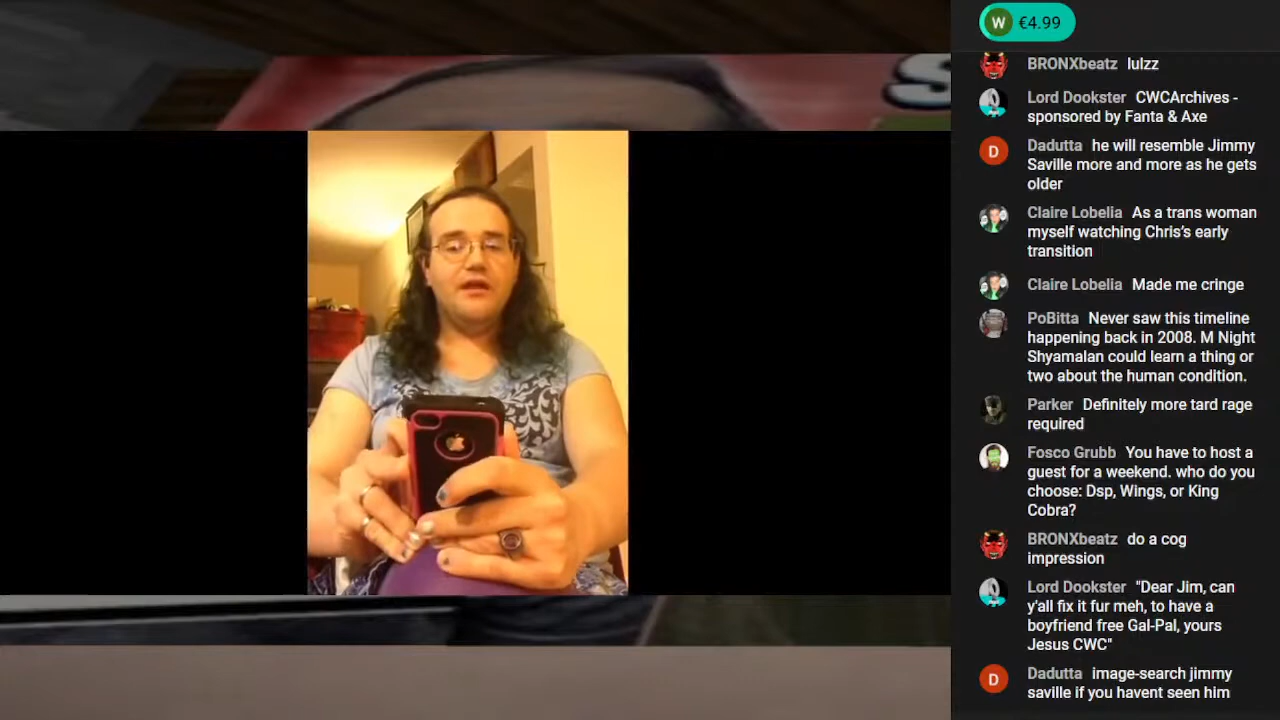 W €4.99
BRONXbeatz lulzz
Lord Dookster CWCArchives -
sponsored by Fanta & Axe
D Dadutta he will resemble Jimmy
Saville more and more as he gets
older
Claire Lobelia As a trans woman
myself watching Chris's early
transition
Claire Lobelia Made me cringe
PoBitta Never saw this timeline
happening back in 2008. M Night
Shyamalan could learn a thing or
two about the human condition.
Parker Definitely more tard rage
required
Fosco Grubb You have to host a
guest for a weekend. who do you
choose: Dsp, Wings, or King
Cobra?
BRONXbeatz do a cog
impression
Lord Dookster "Dear Jim, can
y'all fix it fur meh, to have a
boyfriend free Gal-Pal, yours
Jesus CWC"
D Dadutta image-search jimmy
saville if you havent seen him